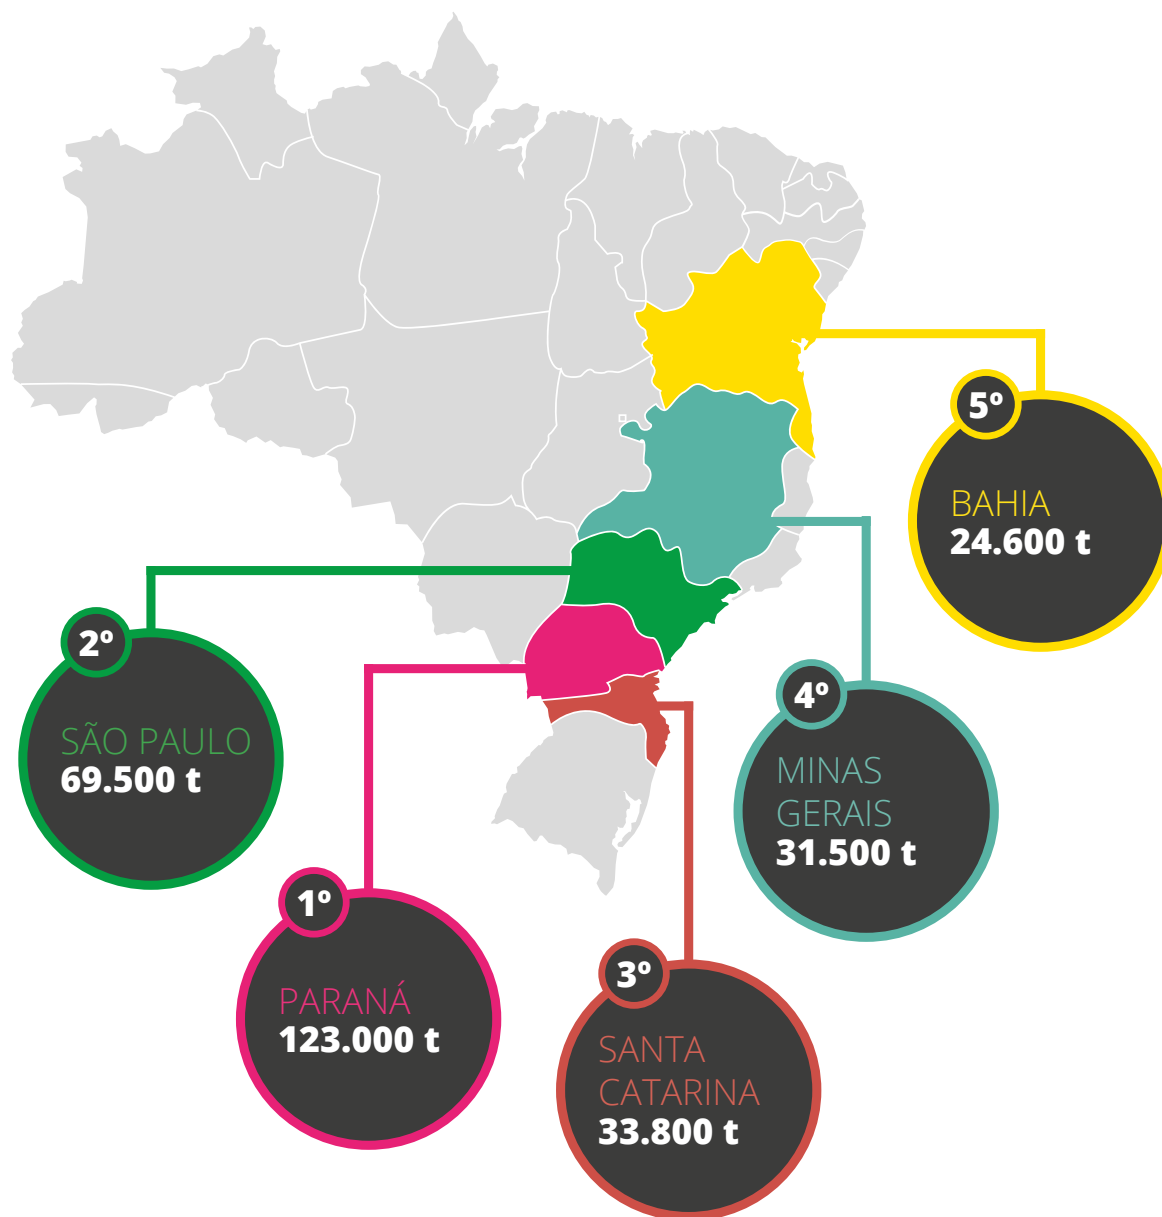 5º
BAHIA
24.600 t
2º
SÃO PAULO
69.500 t
4º
MINAS
GERAIS
31.500 t
1º
PARANÁ
123.000 t
3º
SANTA
CATARINA
33.800 t